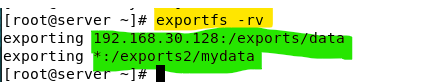 [root@server ~]# exportfs -rv
exporting 192.168.30.128:/exports/data
exporting *:/exports2/mydata
[root@server ~]#